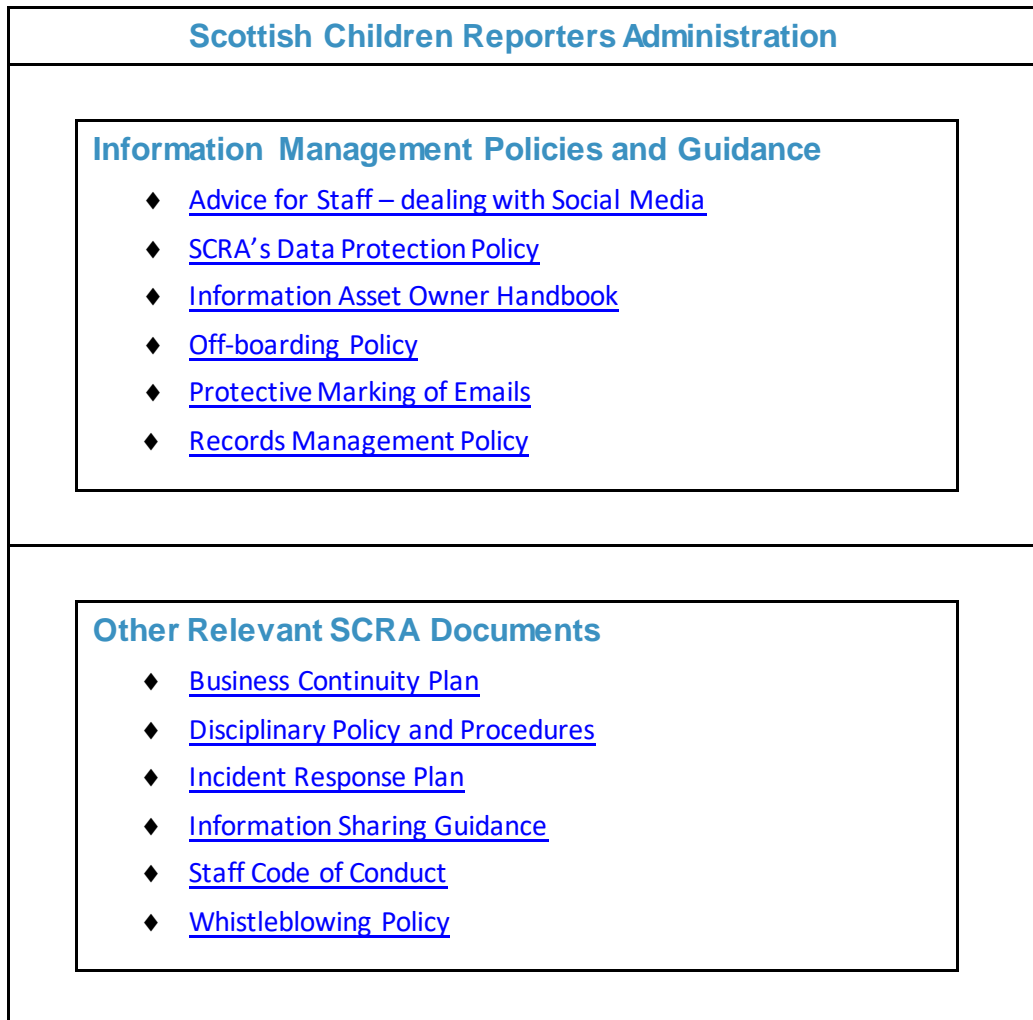 Scottish Children Reporters Administration
Information Management Policies and Guidance
♦ Advice for Staff – dealing with Social Media
♦ SCRA’s Data Protection Policy
♦ Information Asset Owner Handbook
♦ Off-boarding Policy
♦ Protective Marking of Emails
♦ Records Management Policy
Other Relevant SCRA Documents
♦ Business Continuity Plan
♦ Disciplinary Policy and Procedures
♦ Incident Response Plan
♦ Information Sharing Guidance
♦ Staff Code of Conduct
♦ Whistleblowing Policy